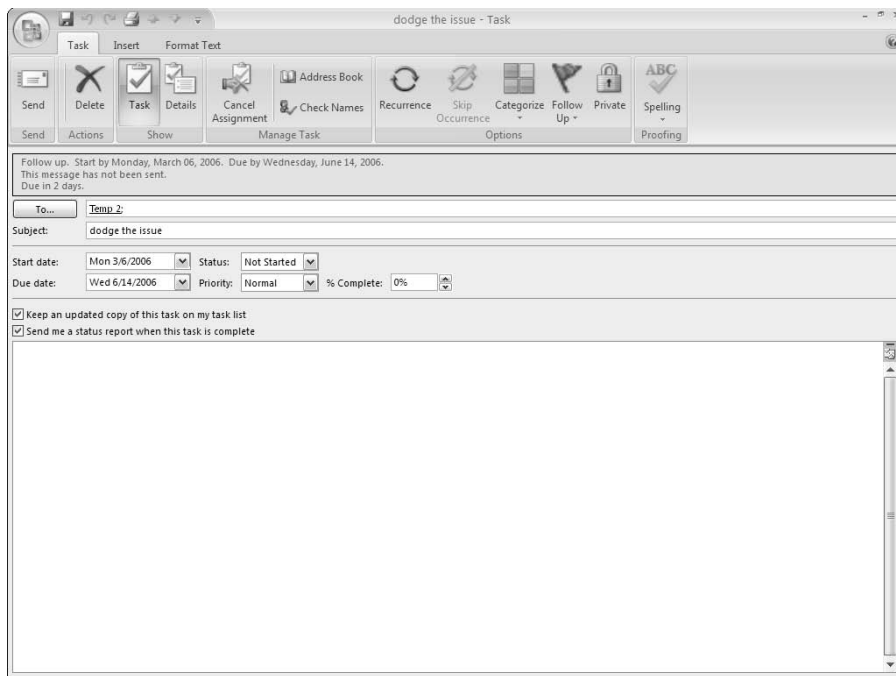 dodge the issue - Task
Task Insert Format Text
Send
Delete
Task
Details
Cancel Assignment
Address Book
Check Names
Recurrence
Skip Occurrence
Categorize
Follow Up
Private
ABC
Spelling
Send Actions Show Manage Task Options Proofing
Follow up. Start by Monday, March 06, 2006. Due by Wednesday, June 14, 2006.
This message has not been sent.
Due in 2 days.
To... Temp 2;
Subject: dodge the issue
Start date: Mon 3/6/2006 Status: Not Started
Due date: Wed 6/14/2006 Priority: Normal % Complete: 0%
Keep an updated copy of this task on my task list
Send me a status report when this task is complete